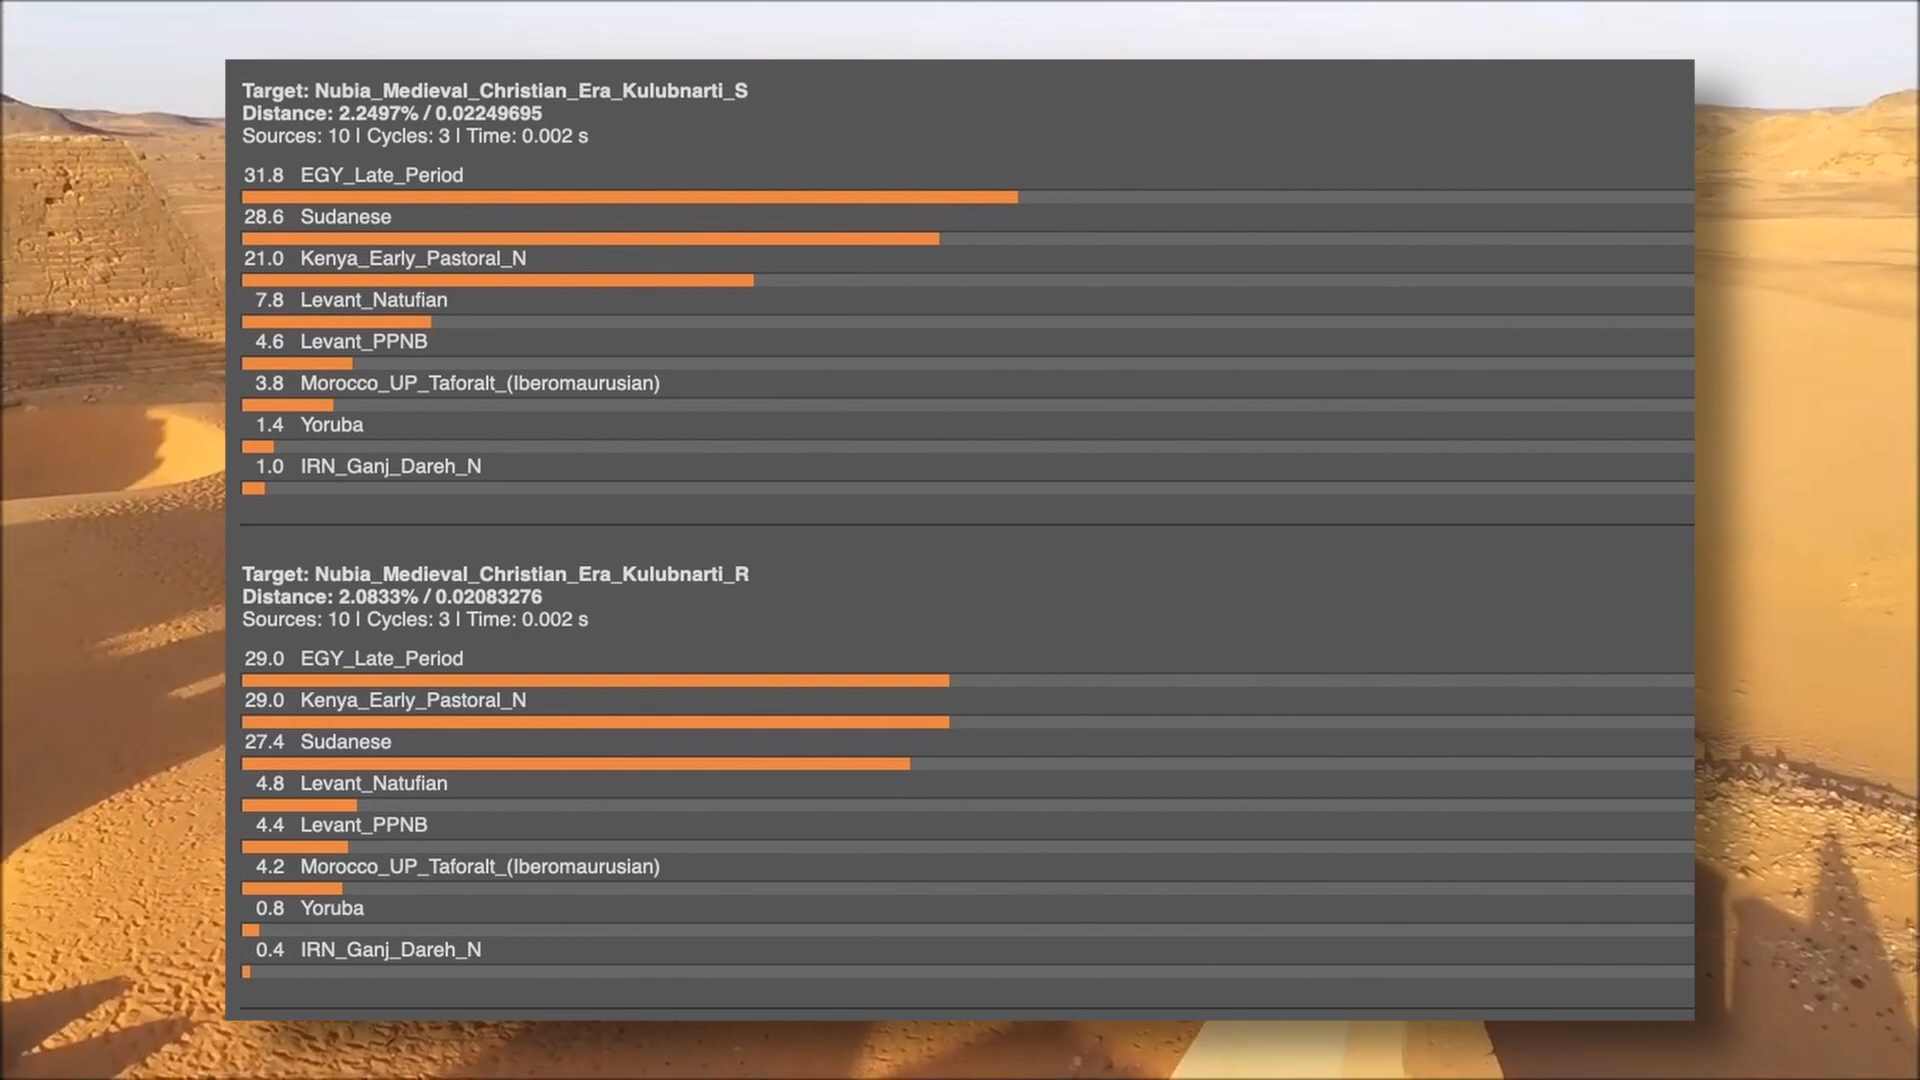 Target: Nubia_Medieval_Christian_Era_Kulubnarti_S
Distance: 2.2497% / 0.02249695
Sources: 10 | Cycles: 3 | Time: 0.002 s
31.8 EGY_Late_Period
28.6 Sudanese
21.0 Kenya_Early_Pastoral_N
7.8 Levant_Natufian
4.6 Levant_PPNB
3.8 Morocco_UP_Taforalt_(Iberomaurusian)
1.4 Yoruba
1.0 IRN_Ganj_Dareh_N
Target: Nubia_Medieval_Christian_Era_Kulubnarti_R
Distance: 2.0833% / 0.02083276
Sources: 10 | Cycles: 3 | Time: 0.002 s
29.0 EGY_Late_Period
29.0 Kenya_Early_Pastoral_N
27.4 Sudanese
4.8 Levant_Natufian
4.4 Levant_PPNB
4.2 Morocco_UP_Taforalt_(Iberomaurusian)
0.8 Yoruba
0.4 IRN_Ganj_Dareh_N